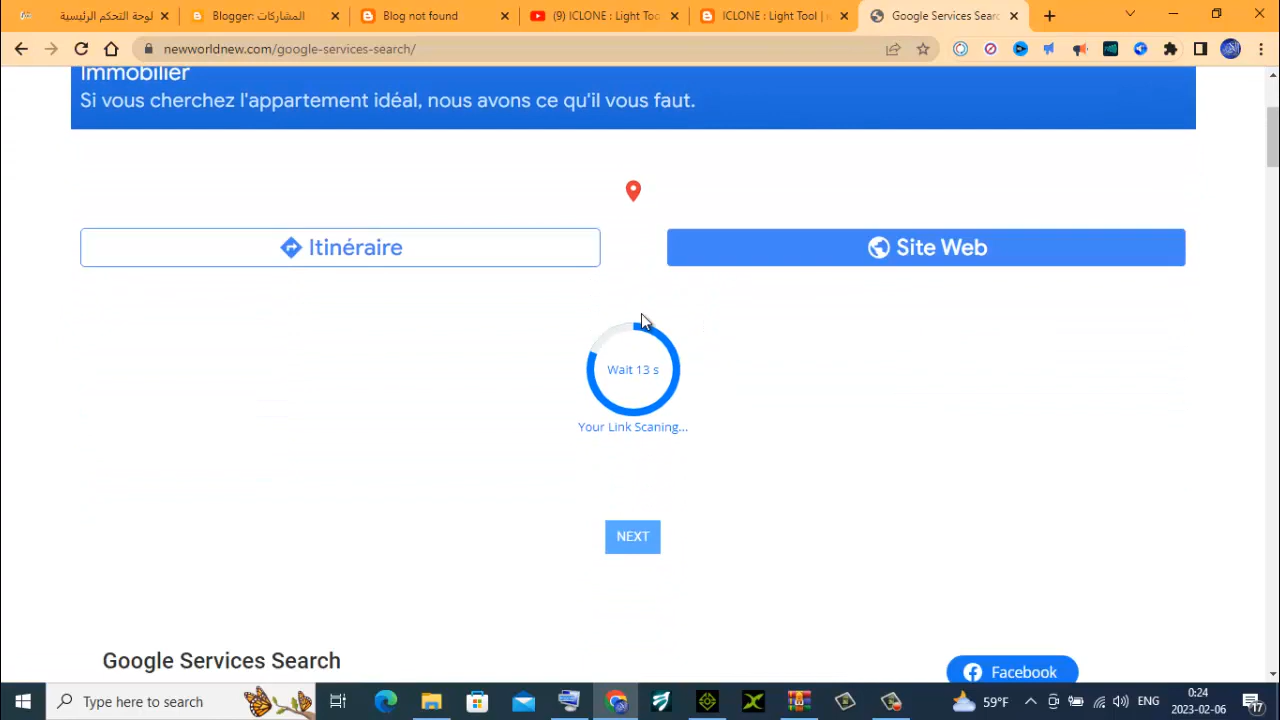 لوحة التحكم الرئيسية
Blogger: المشاركات
Blog not found
(9) ICLONE : Light Too
ICLONE : Light Tool |
Google Services Searc
newworldnew.com/google-services-search/
Immobilier
Si vous cherchez l'appartement idéal, nous avons ce qu'il vous faut.
Itinéraire
Site Web
Wait 13 s
Your Link Scaning...
NEXT
Google Services Search
Facebook
Type here to search
59°F
ENG
0:24
2023-02-06
17